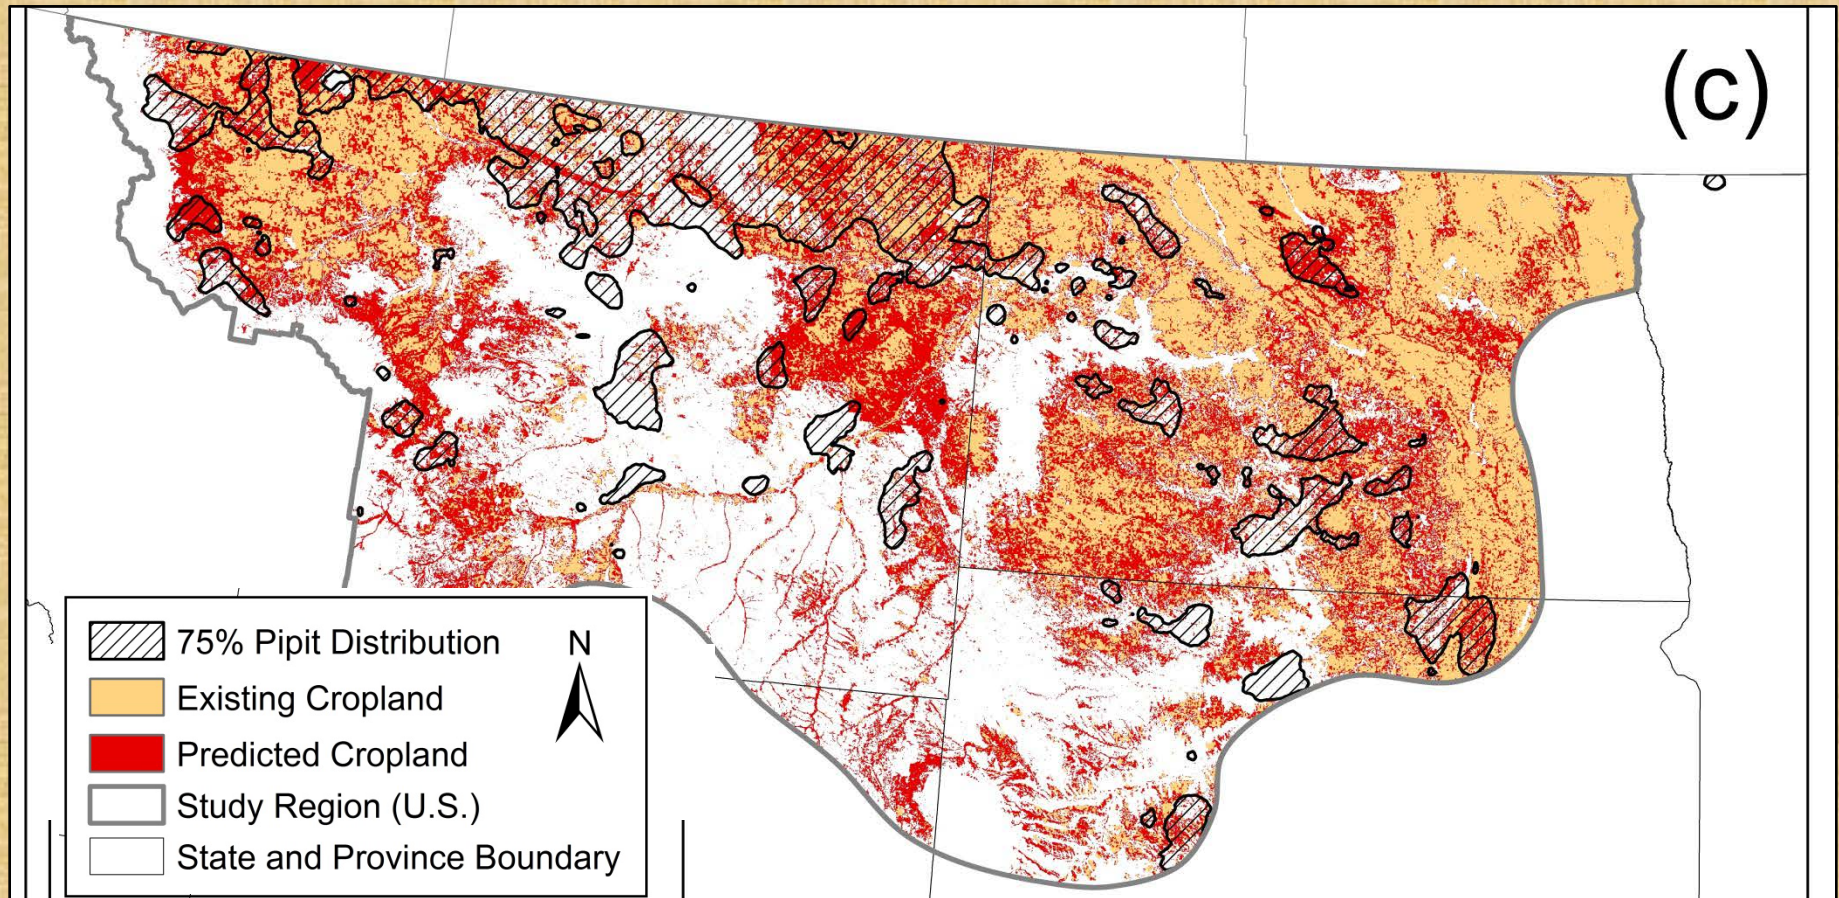 (c)
75% Pipit Distribution
N
Existing Cropland
Predicted Cropland
Study Region (U.S.)
State and Province Boundary